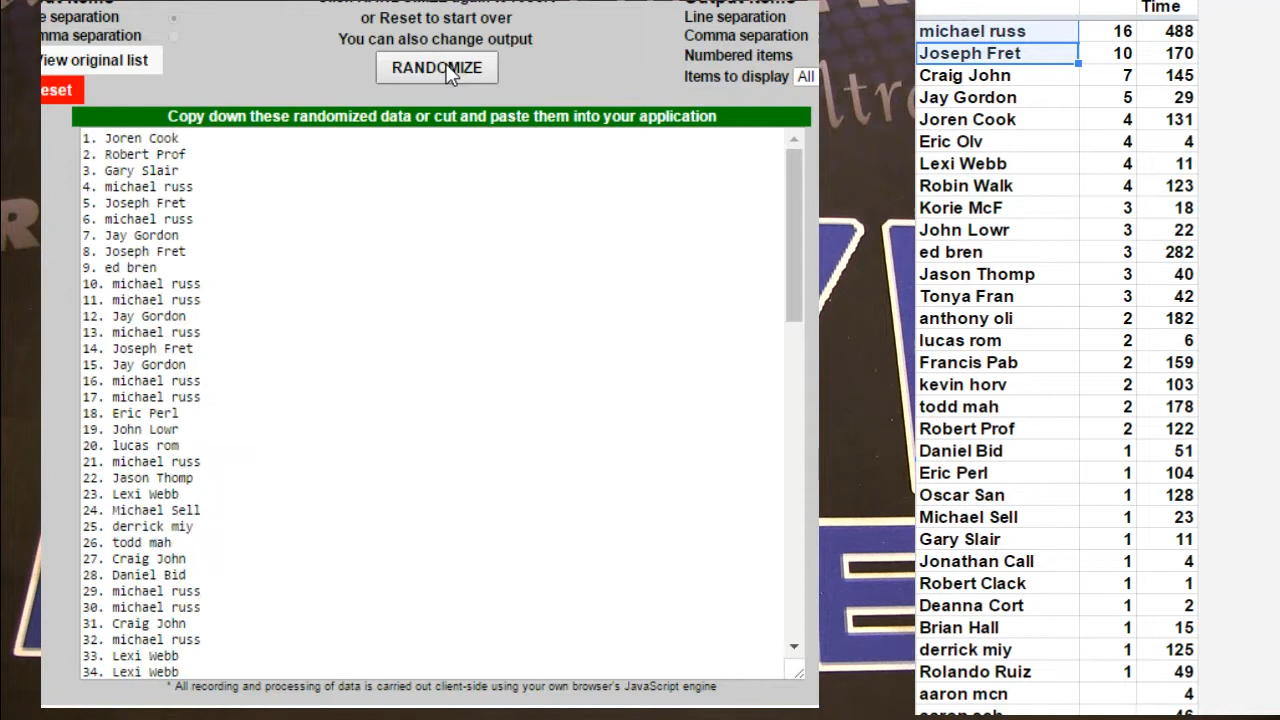 or Reset to start over
You can also change output
RANDOMIZE
e separation
mma separation
View original list
eset
Line separation
Comma separation
Numbered items
Items to display All
Copy down these randomized data or cut and paste them into your application
1. Joren Cook
2. Robert Prof
3. Gary Slair
4. michael russ
5. Joseph Fret
6. michael russ
7. Jay Gordon
8. Joseph Fret
9. ed bren
10. michael russ
11. michael russ
12. Jay Gordon
13. michael russ
14. Joseph Fret
15. Jay Gordon
16. michael russ
17. michael russ
18. Eric Perl
19. John Lowr
20. lucas rom
21. michael russ
22. Jason Thomp
23. Lexi Webb
24. Michael Sell
25. derrick miy
26. todd mah
27. Craig John
28. Daniel Bid
29. michael russ
30. michael russ
31. Craig John
32. michael russ
33. Lexi Webb
34. Lexi Webb
* All recording and processing of data is carried out client-side using your own browser's JavaScript engine
Time
michael russ 16 488
Joseph Fret 10 170
Craig John 7 145
Jay Gordon 5 29
Joren Cook 4 131
Eric Olv 4 4
Lexi Webb 4 11
Robin Walk 4 123
Korie McF 3 18
John Lowr 3 22
ed bren 3 282
Jason Thomp 3 40
Tonya Fran 3 42
anthony oli 2 182
lucas rom 2 6
Francis Pab 2 159
kevin horv 2 103
todd mah 2 178
Robert Prof 2 122
Daniel Bid 1 51
Eric Perl 1 104
Oscar San 1 128
Michael Sell 1 23
Gary Slair 1 11
Jonathan Call 1 4
Robert Clack 1 1
Deanna Cort 1 2
Brian Hall 1 15
derrick miy 1 125
Rolando Ruiz 1 49
aaron mcn 4